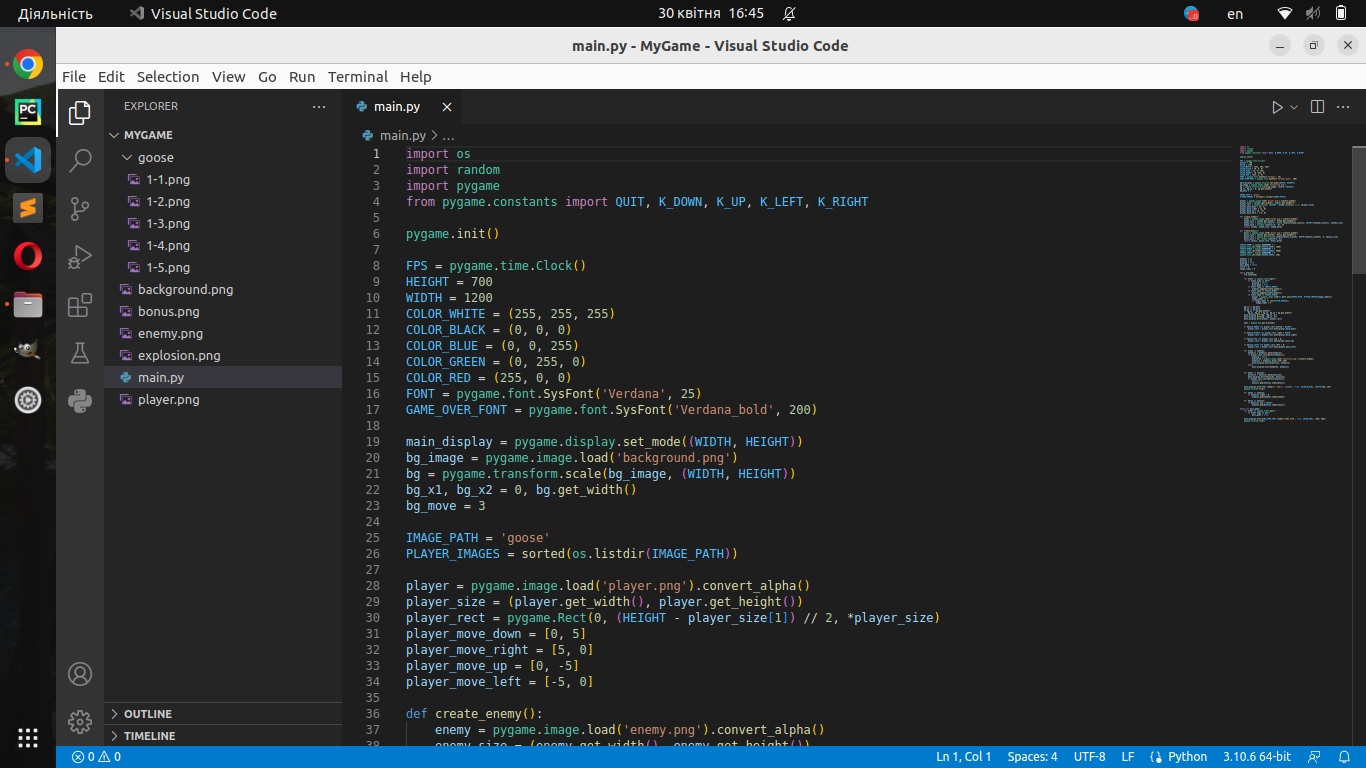 Діяльність
Visual Studio Code
30 квітня 16:45
en
main.py - MyGame - Visual Studio Code
File Edit Selection View Go Run Terminal Help
EXPLORER
MYGAME
goose
1-1.png
1-2.png
1-3.png
1-4.png
1-5.png
background.png
bonus.png
enemy.png
explosion.png
main.py
player.png
OUTLINE
TIMELINE
main.py
main.py > ...
1 import os
2 import random
3 import pygame
4 from pygame.constants import QUIT, K_DOWN, K_UP, K_LEFT, K_RIGHT
5
6 pygame.init()
7
8 FPS = pygame.time.Clock()
9 HEIGHT = 700
10 WIDTH = 1200
11 COLOR_WHITE = (255, 255, 255)
12 COLOR_BLACK = (0, 0, 0)
13 COLOR_BLUE = (0, 0, 255)
14 COLOR_GREEN = (0, 255, 0)
15 COLOR_RED = (255, 0, 0)
16 FONT = pygame.font.SysFont('Verdana', 25)
17 GAME_OVER_FONT = pygame.font.SysFont('Verdana_bold', 200)
18
19 main_display = pygame.display.set_mode((WIDTH, HEIGHT))
20 bg_image = pygame.image.load('background.png')
21 bg = pygame.transform.scale(bg_image, (WIDTH, HEIGHT))
22 bg_x1, bg_x2 = 0, bg.get_width()
23 bg_move = 3
24
25 IMAGE_PATH = 'goose'
26 PLAYER_IMAGES = sorted(os.listdir(IMAGE_PATH))
27
28 player = pygame.image.load('player.png').convert_alpha()
29 player_size = (player.get_width(), player.get_height())
30 player_rect = pygame.Rect(0, (HEIGHT - player_size[1]) // 2, *player_size)
31 player_move_down = [0, 5]
32 player_move_right = [5, 0]
33 player_move_up = [0, -5]
34 player_move_left = [-5, 0]
35
36 def create_enemy():
37 enemy = pygame.image.load('enemy.png').convert_alpha()
38 enemy_size = (enemy.get_width(), enemy.get_height())
0 0
Ln 1, Col 1 Spaces: 4 UTF-8 LF Python 3.10.6 64-bit